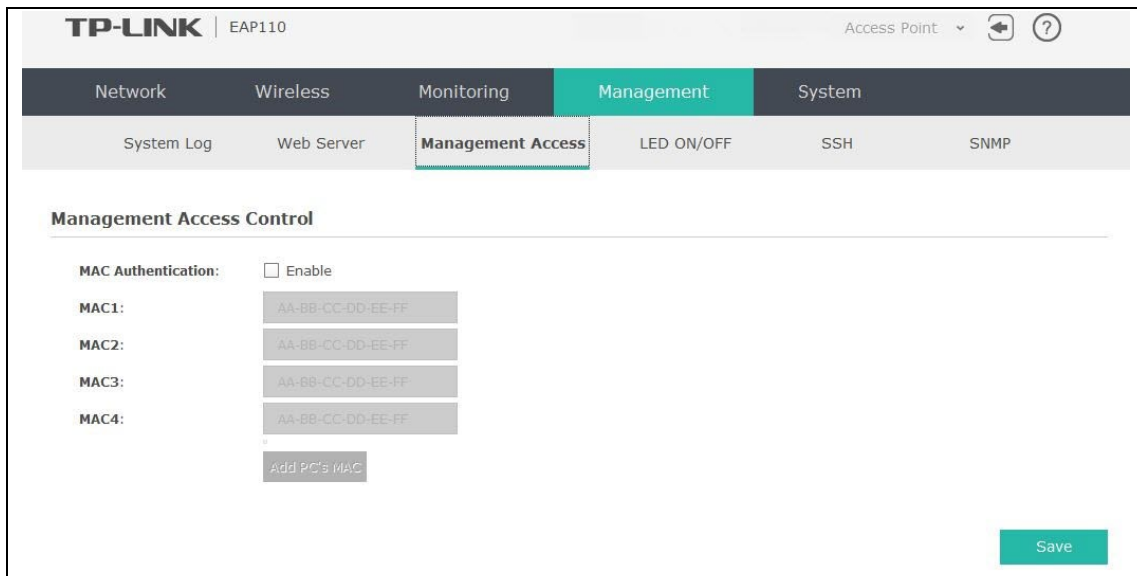 TP-LINK | EAP110 Access Point ?
Network Wireless Monitoring Management System
System Log Web Server Management Access LED ON/OFF SSH SNMP
Management Access Control
MAC Authentication: Enable
MAC1: AA-BB-CC-DD-EE-FF
MAC2: AA-BB-CC-DD-EE-FF
MAC3: AA-BB-CC-DD-EE-FF
MAC4: AA-BB-CC-DD-EE-FF
Add PC's MAC
Save